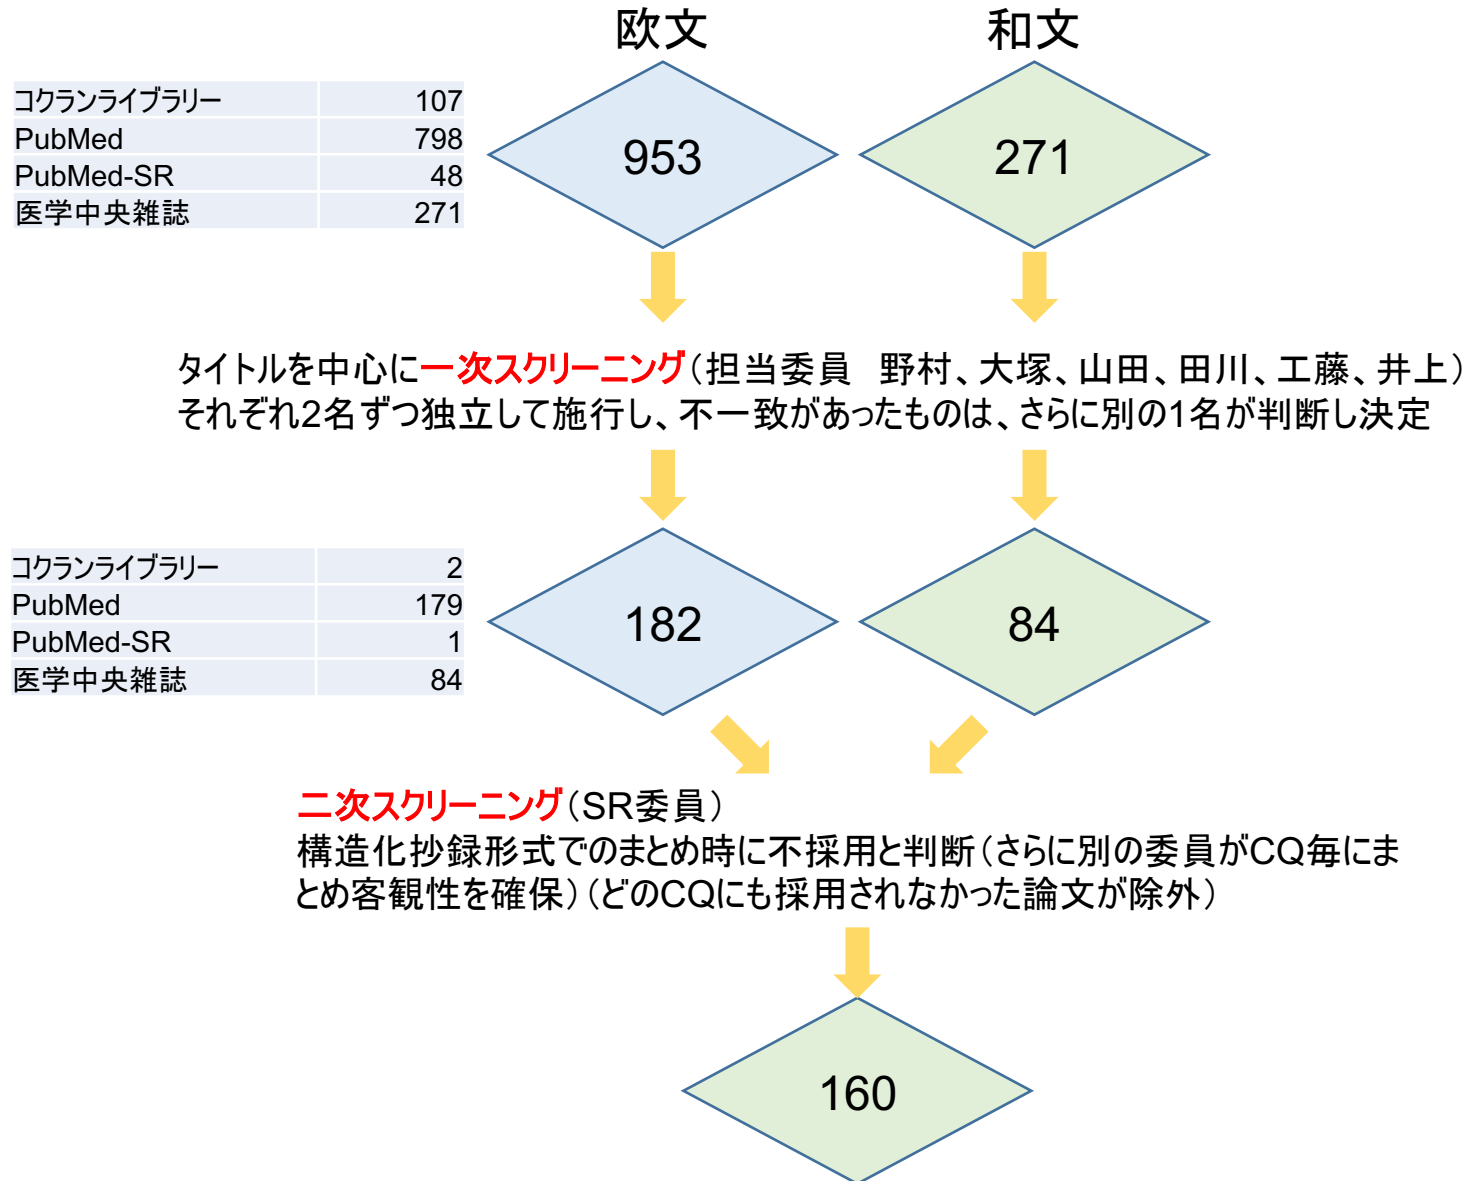 欧文
和文
コクランライブラリー 107
PubMed 798
PubMed-SR 48
医学中央雑誌 271
953
271
タイトルを中心に一次スクリーニング（担当委員　野村、大塚、山田、田川、工藤、井上）
それぞれ2名ずつ独立して施行し、不一致があったものは、さらに別の1名が判断し決定
コクランライブラリー 2
PubMed 179
PubMed-SR 1
医学中央雑誌 84
182
84
二次スクリーニング（SR委員）
構造化抄録形式でのまとめ時に不採用と判断（さらに別の委員がCQ毎にま
とめ客観性を確保）（どのCQにも採用されなかった論文が除外）
160